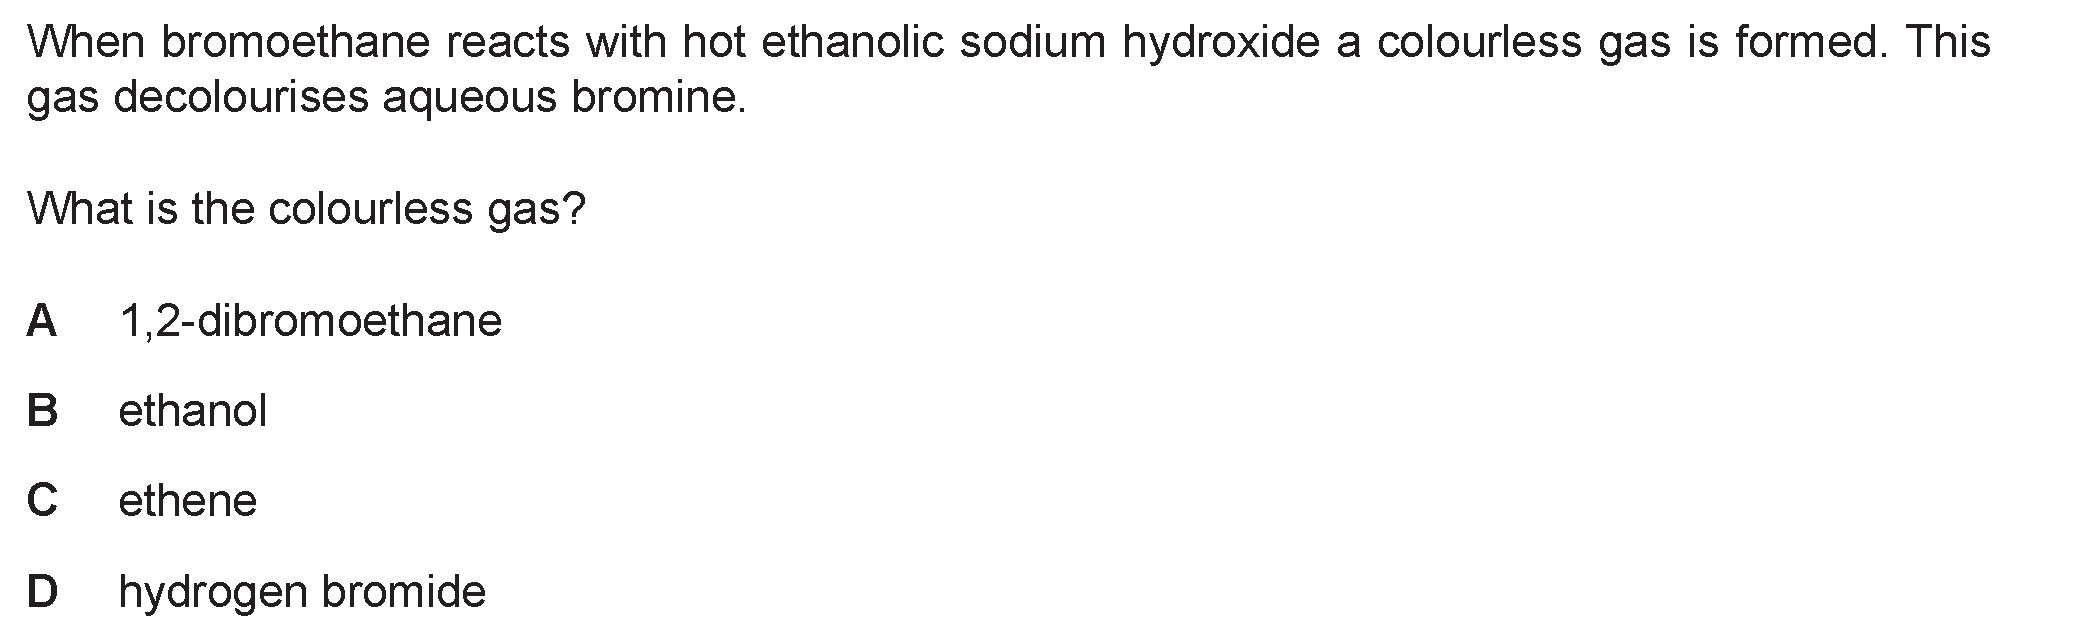 When bromoethane reacts with hot ethanolic sodium hydroxide a colourless gas is formed. This
gas decolourises aqueous bromine.
What is the colourless gas?
A 1,2-dibromoethane
B ethanol
C ethene
D hydrogen bromide